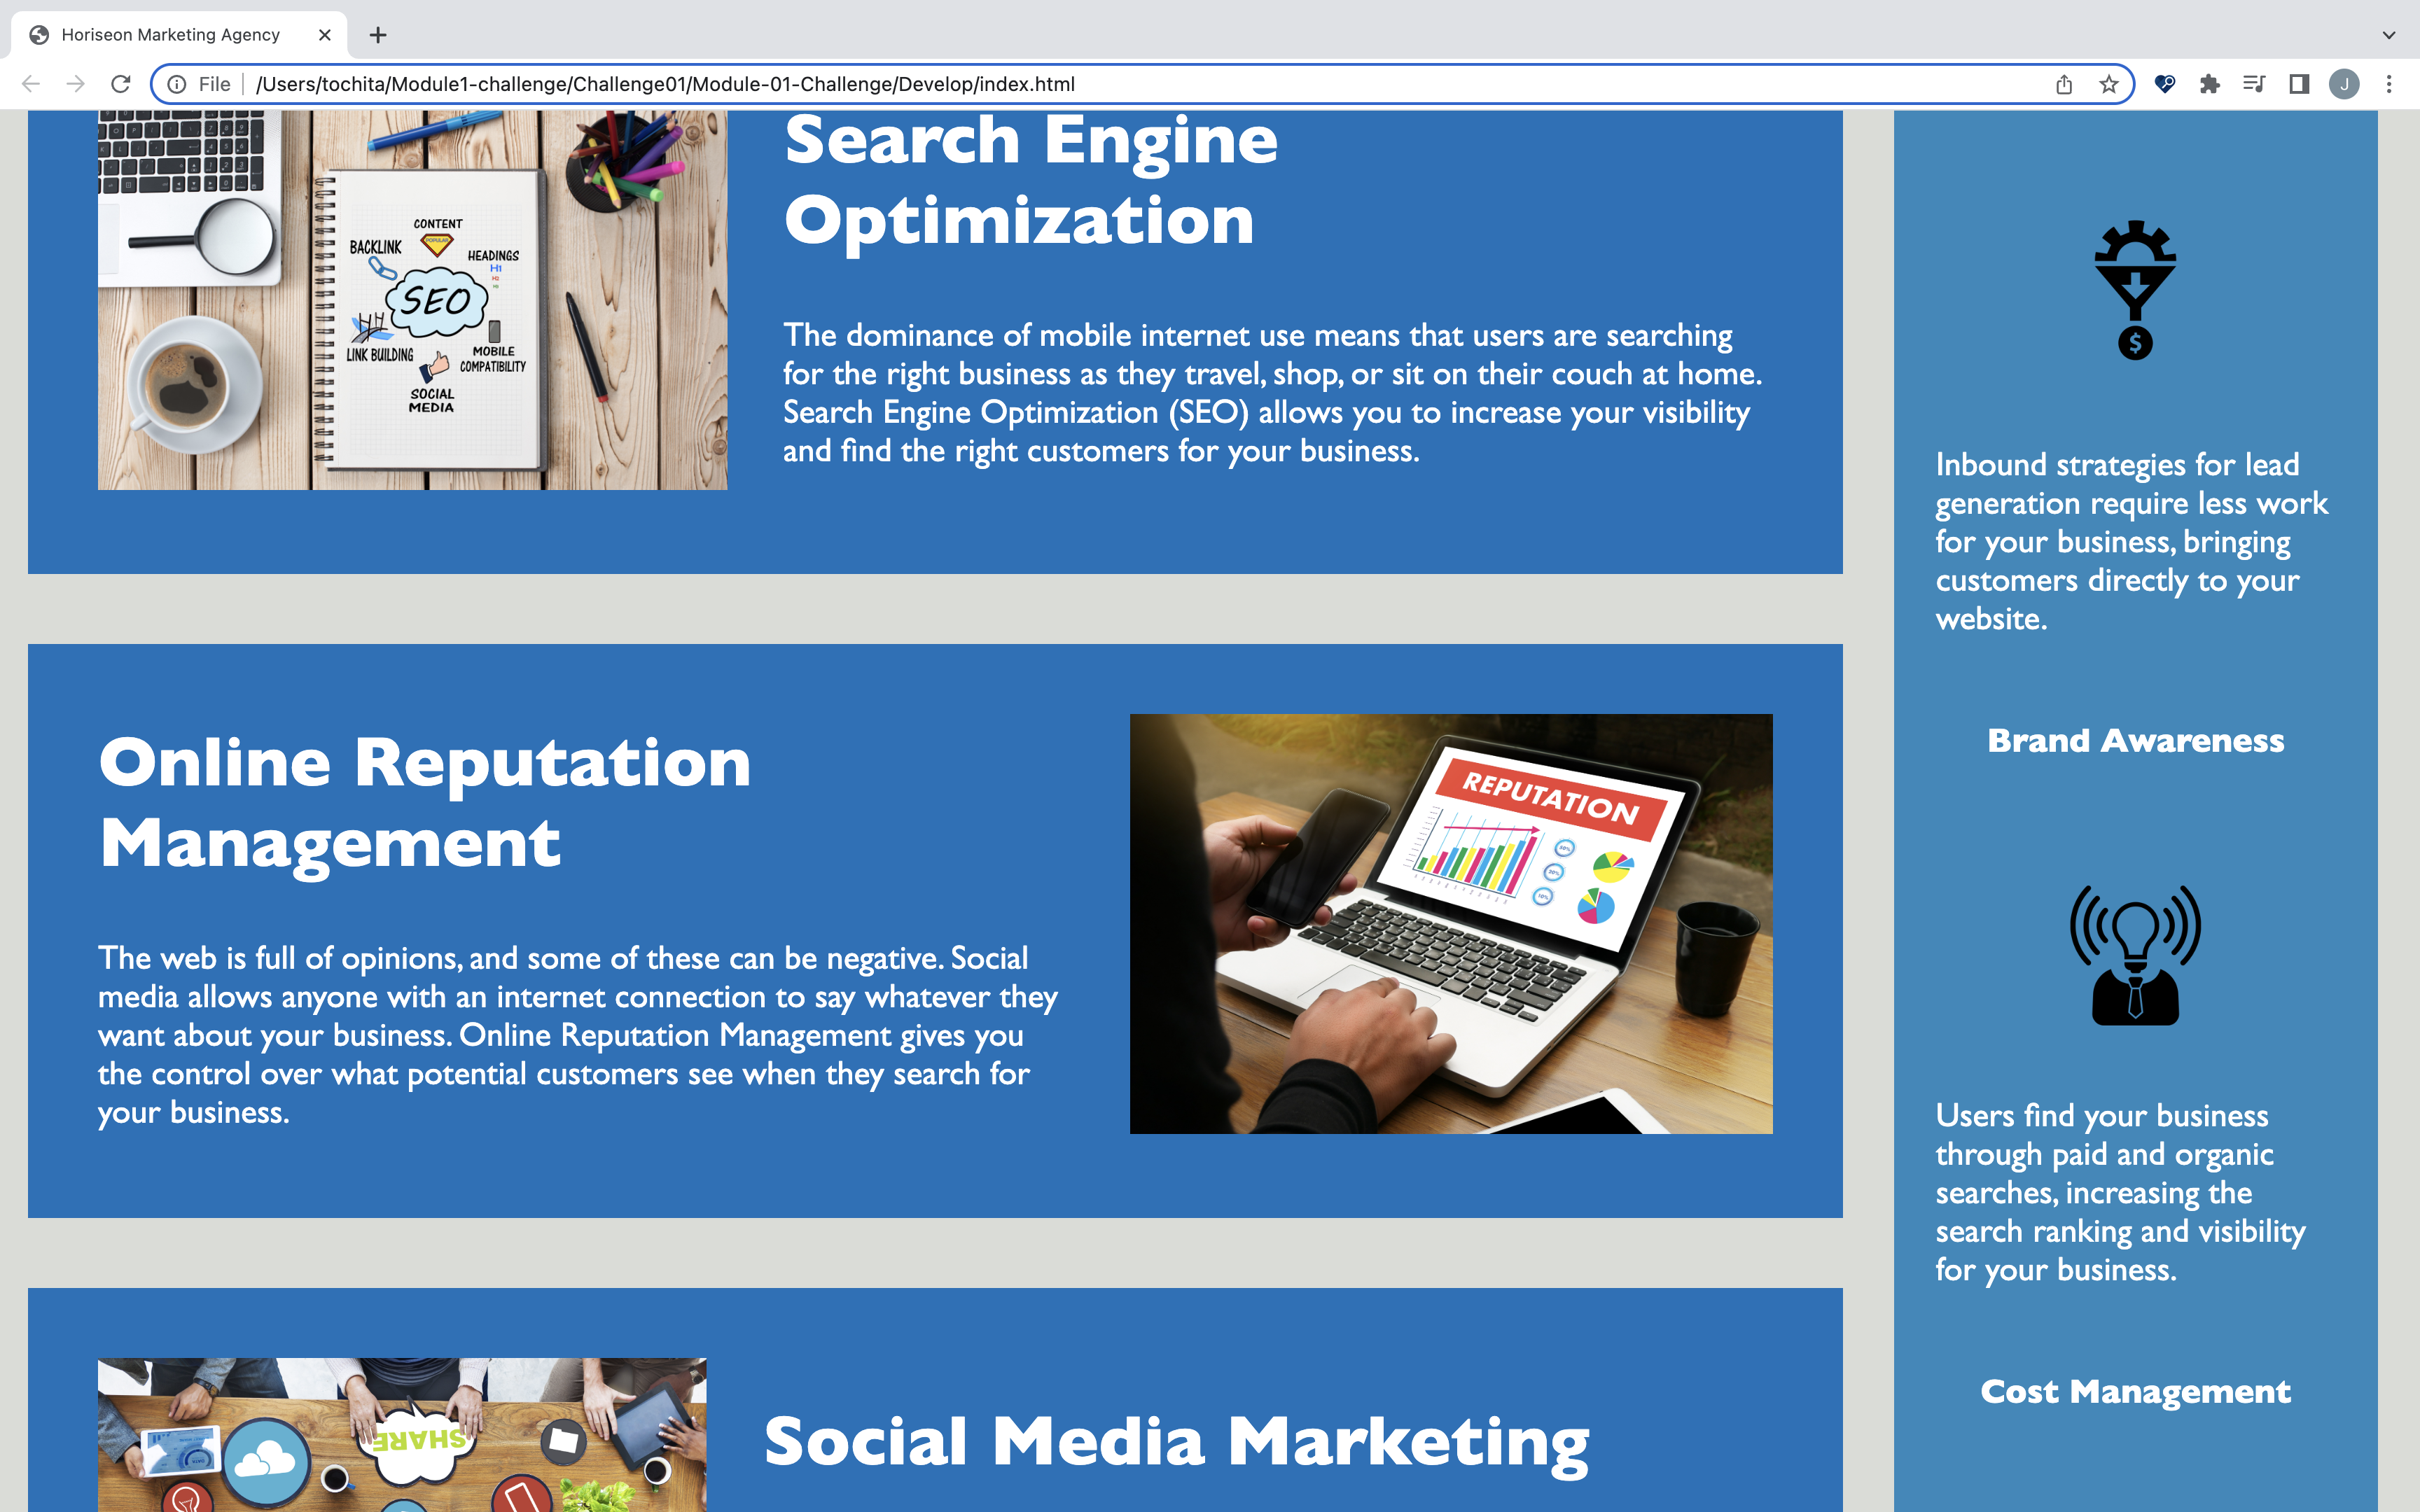 Horiseon Marketing Agency
File
/Users/tochita/Module1-challenge/Challenge01/Module-01-Challenge/Develop/index.html
J
CONTENT
POPULAR
BACKLINK
HEADINGS
H1
H2
H3
SEO
LINK BUILDING
MOBILE
COMPATIBILITY
SOCIAL
MEDIA
Search Engine
Optimization
The dominance of mobile internet use means that users are searching
for the right business as they travel, shop, or sit on their couch at home.
Search Engine Optimization (SEO) allows you to increase your visibility
and find the right customers for your business.
Online Reputation
Management
The web is full of opinions, and some of these can be negative. Social
media allows anyone with an internet connection to say whatever they
want about your business. Online Reputation Management gives you
the control over what potential customers see when they search for
your business.
REPUTATION
SHARE
Social Media Marketing
$
Inbound strategies for lead
generation require less work
for your business, bringing
customers directly to your
website.
Brand Awareness
Users find your business
through paid and organic
searches, increasing the
search ranking and visibility
for your business.
Cost Management